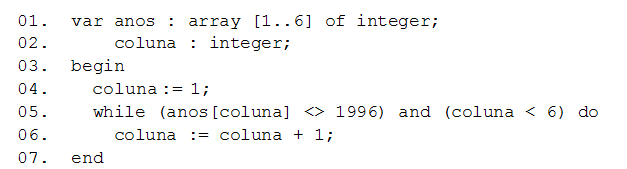 01. var anos : array [1..6] of integer;
02. coluna : integer;
03. begin
04. coluna := 1;
05. while (anos[coluna] <> 1996) and (coluna < 6) do
06. coluna := coluna + 1;
07. end